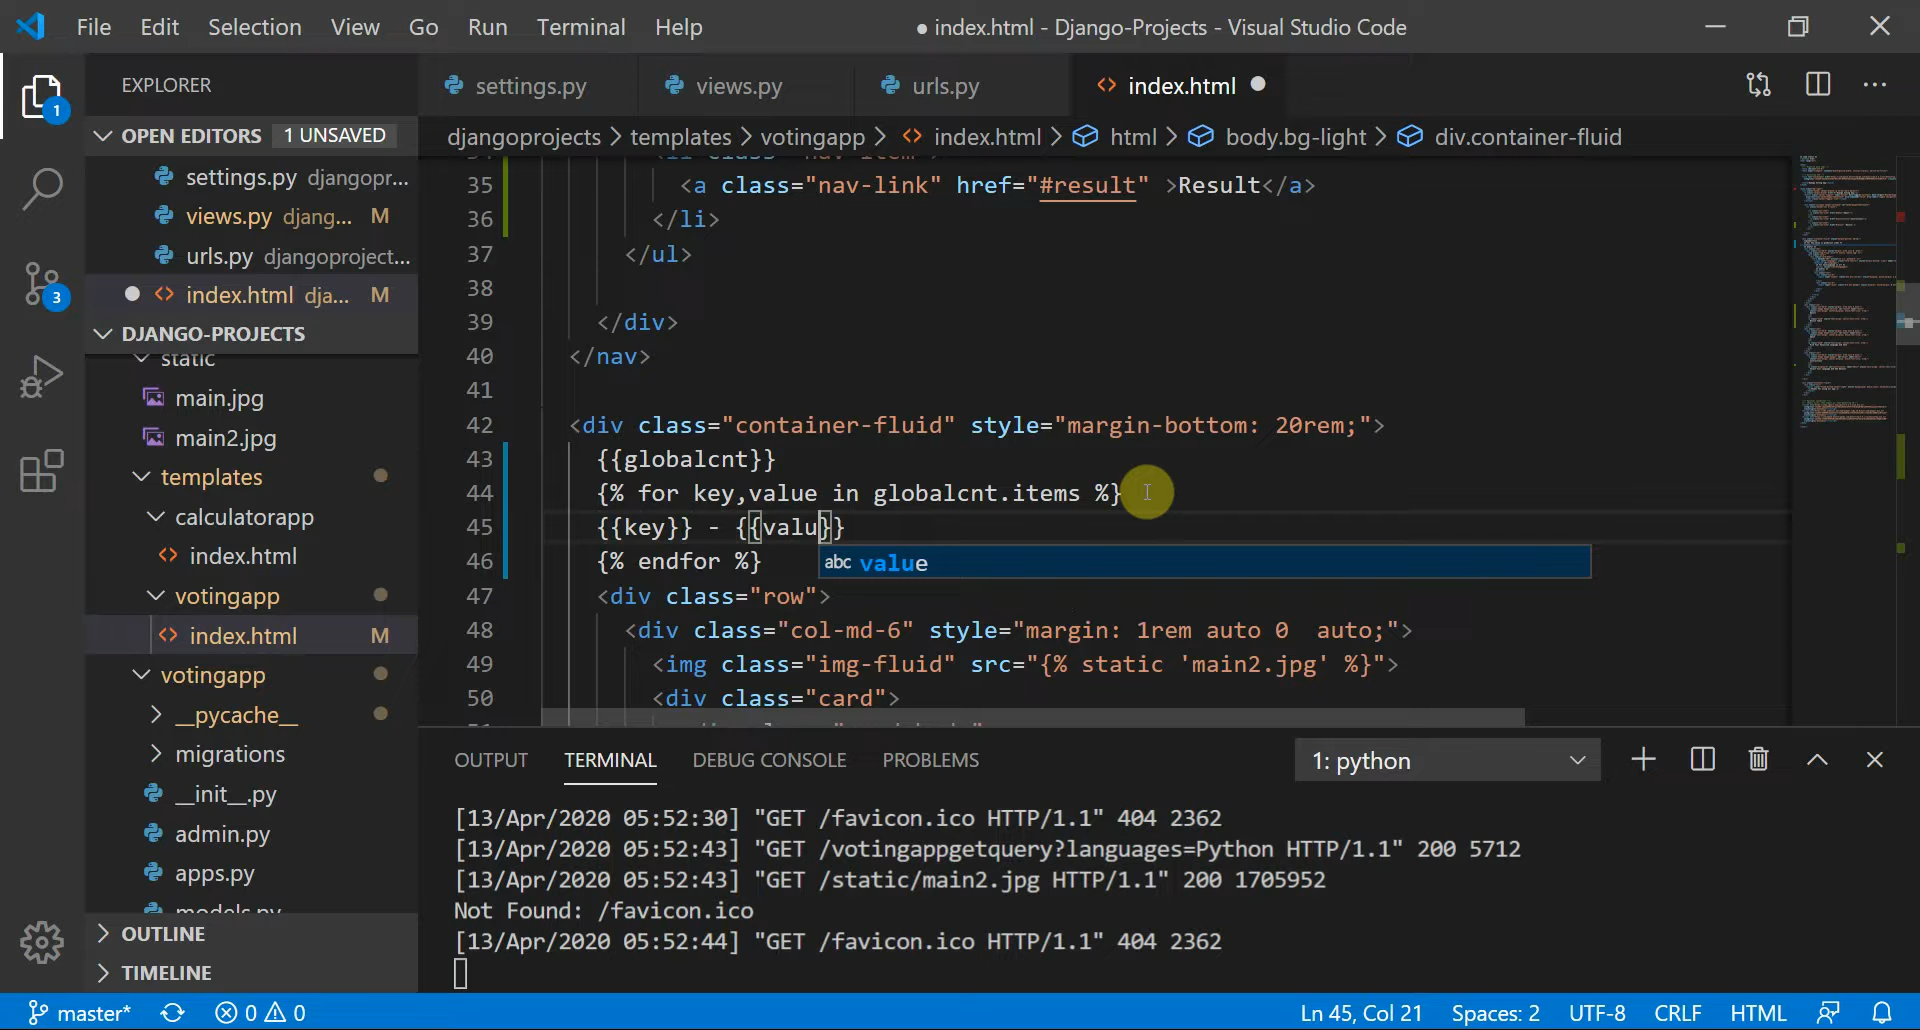 File Edit Selection View Go Run Terminal Help
● index.html - Django-Projects - Visual Studio Code
EXPLORER
settings.py
views.py
urls.py
index.html
OPEN EDITORS 1 UNSAVED
djangoprojects > templates > votingapp > index.html > html > body.bg-light > div.container-fluid
settings.py djangopr...
views.py djang... M
urls.py djangoproject...
index.html dja... M
DJANGO-PROJECTS
static
main.jpg
main2.jpg
templates
calculatorapp
index.html
votingapp
index.html M
votingapp
__pycache__
migrations
__init__.py
admin.py
apps.py
models.py
OUTLINE
TIMELINE
35 <a class="nav-link" href="#result" >Result</a>
36 </li>
37 </ul>
38
39 </div>
40 </nav>
41
42 <div class="container-fluid" style="margin-bottom: 20rem;">
43 {{globalcnt}}
44 {% for key,value in globalcnt.items %}
45 {{key}} - {{valu}}
46 {% endfor %}
abc value
47 <div class="row">
48 <div class="col-md-6" style="margin: 1rem auto 0  auto;">
49 <img class="img-fluid" src="{% static 'main2.jpg' %}">
50 <div class="card">
OUTPUT TERMINAL DEBUG CONSOLE PROBLEMS
1: python
[13/Apr/2020 05:52:30] "GET /favicon.ico HTTP/1.1" 404 2362
[13/Apr/2020 05:52:43] "GET /votingappgetquery?languages=Python HTTP/1.1" 200 5712
[13/Apr/2020 05:52:43] "GET /static/main2.jpg HTTP/1.1" 200 1705952
Not Found: /favicon.ico
[13/Apr/2020 05:52:44] "GET /favicon.ico HTTP/1.1" 404 2362
1
3
master* 0 0
Ln 45, Col 21 Spaces: 2 UTF-8 CRLF HTML